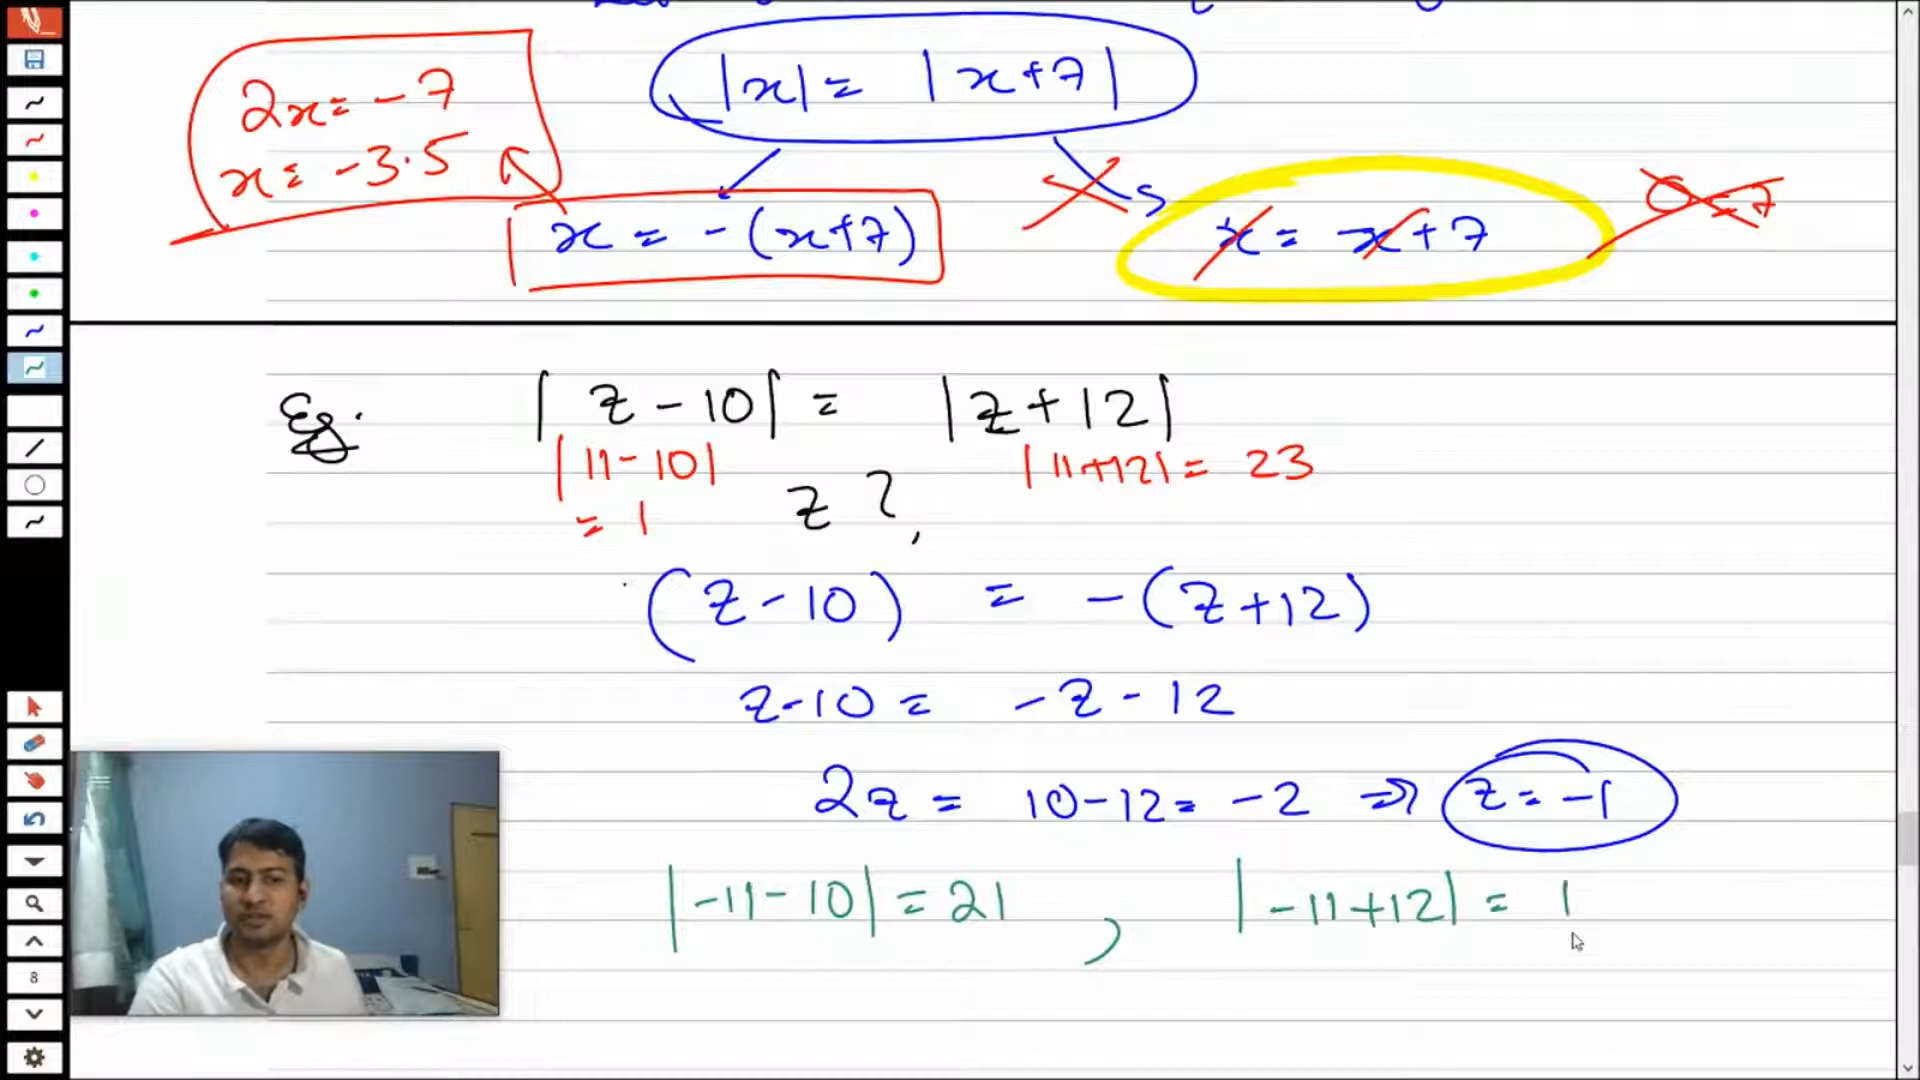 |x| = |x+7|
2x = -7
x = -3.5
x = -(x+7)
x = x+7
0 = 7
Eg.
|z-10| = |z+12|
|11-10|
= 1
|11+12| = 23
z?
(z-10) = -(z+12)
z-10 = -z-12
2z = 10-12 = -2 ⇒ z = -1
|-11-10| = 21 , |-11+12| = 1
8